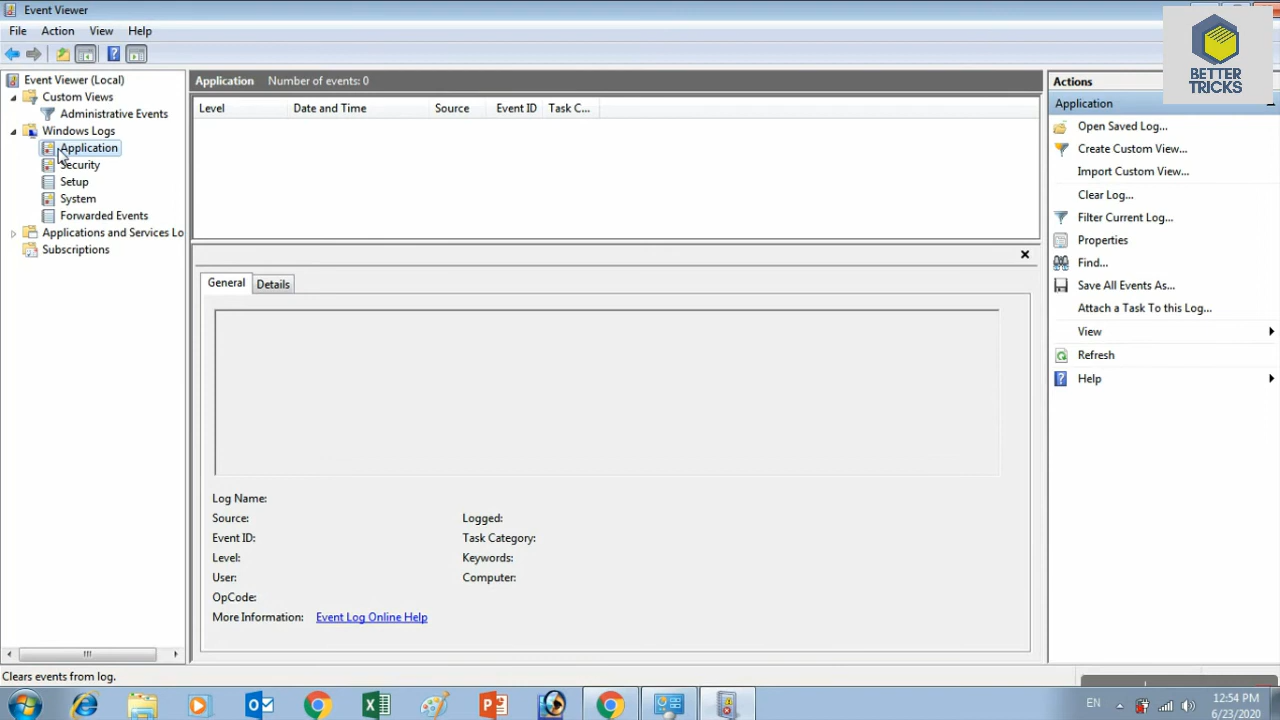 Event Viewer
File Action View Help
Event Viewer (Local)
Custom Views
Administrative Events
Windows Logs
Application
Security
Setup
System
Forwarded Events
Applications and Services Lo
Subscriptions
Application Number of events: 0
Level Date and Time Source Event ID Task C...
General Details
Log Name:
Source: Logged:
Event ID: Task Category:
Level: Keywords:
User: Computer:
OpCode:
More Information: Event Log Online Help
Actions
Application
Open Saved Log...
Create Custom View...
Import Custom View...
Clear Log...
Filter Current Log...
Properties
Find...
Save All Events As...
Attach a Task To this Log...
View
Refresh
Help
BETTER
TRICKS
Clears events from log.
EN
12:54 PM
6/23/2020